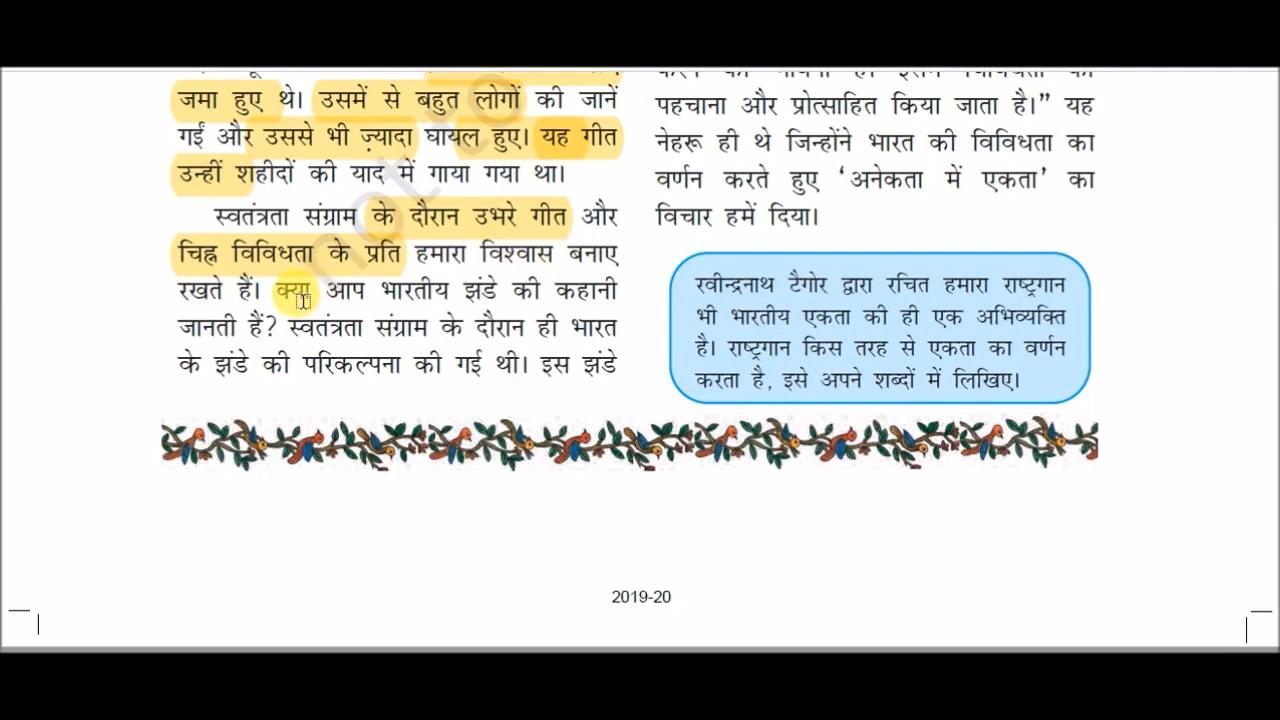 जमा हुए थे। उसमें से बहुत लोगों की जानें
गईं और उससे भी ज़्यादा घायल हुए। यह गीत
उन्हीं शहीदों की याद में गाया गया था।
स्वतंत्रता संग्राम के दौरान उभरे गीत और
चिह्न विविधता के प्रति हमारा विश्वास बनाए
रखते हैं। क्या आप भारतीय झंडे की कहानी
जानती हैं? स्वतंत्रता संग्राम के दौरान ही भारत
के झंडे की परिकल्पना की गई थी। इस झंडे
पहचाना और प्रोत्साहित किया जाता है।” यह
नेहरू ही थे जिन्होंने भारत की विविधता का
वर्णन करते हुए ‘अनेकता में एकता’ का
विचार हमें दिया।
रवीन्द्रनाथ टैगोर द्वारा रचित हमारा राष्ट्रगान
भी भारतीय एकता की ही एक अभिव्यक्ति
है। राष्ट्रगान किस तरह से एकता का वर्णन
करता है, इसे अपने शब्दों में लिखिए।
not to
2019-20